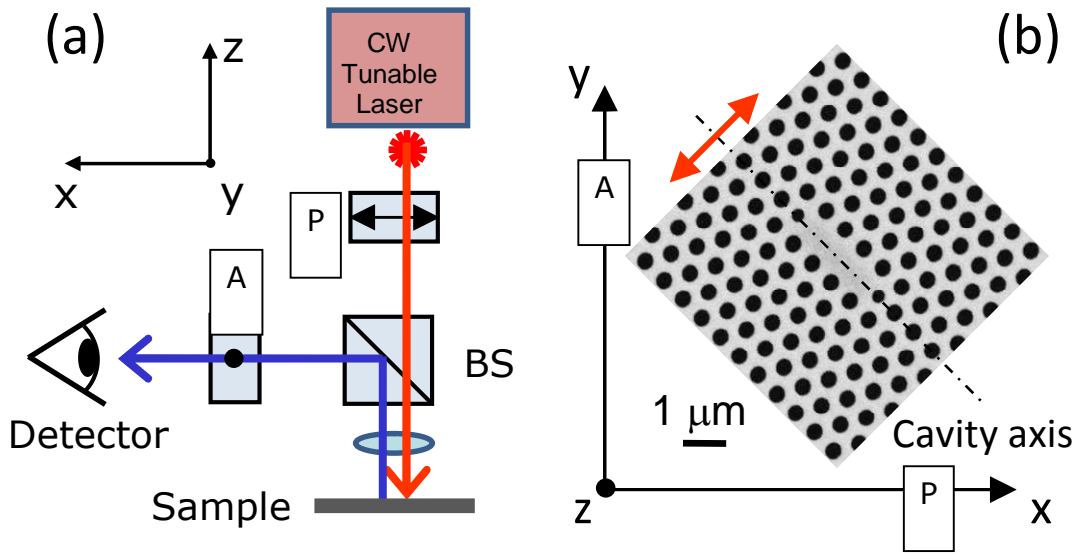 (a)
z
x
y
CW
Tunable
Laser
P
A
BS
Detector
Sample
(b)
y
A
1 μm
Cavity axis
P
z
x